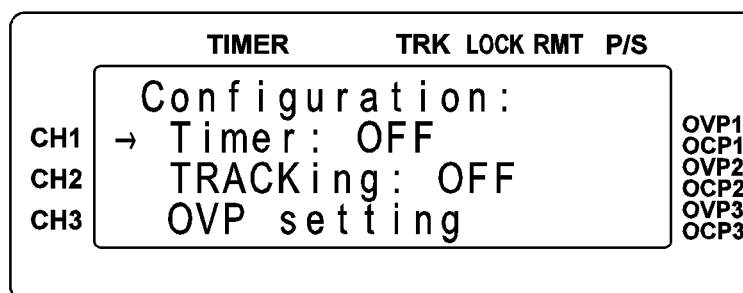 TIMER TRK LOCK RMT P/S
Configuration:
CH1 → Timer: OFF OVP1
OCP1
CH2 TRACKing: OFF OVP2
OCP2
CH3 OVP setting OVP3
OCP3